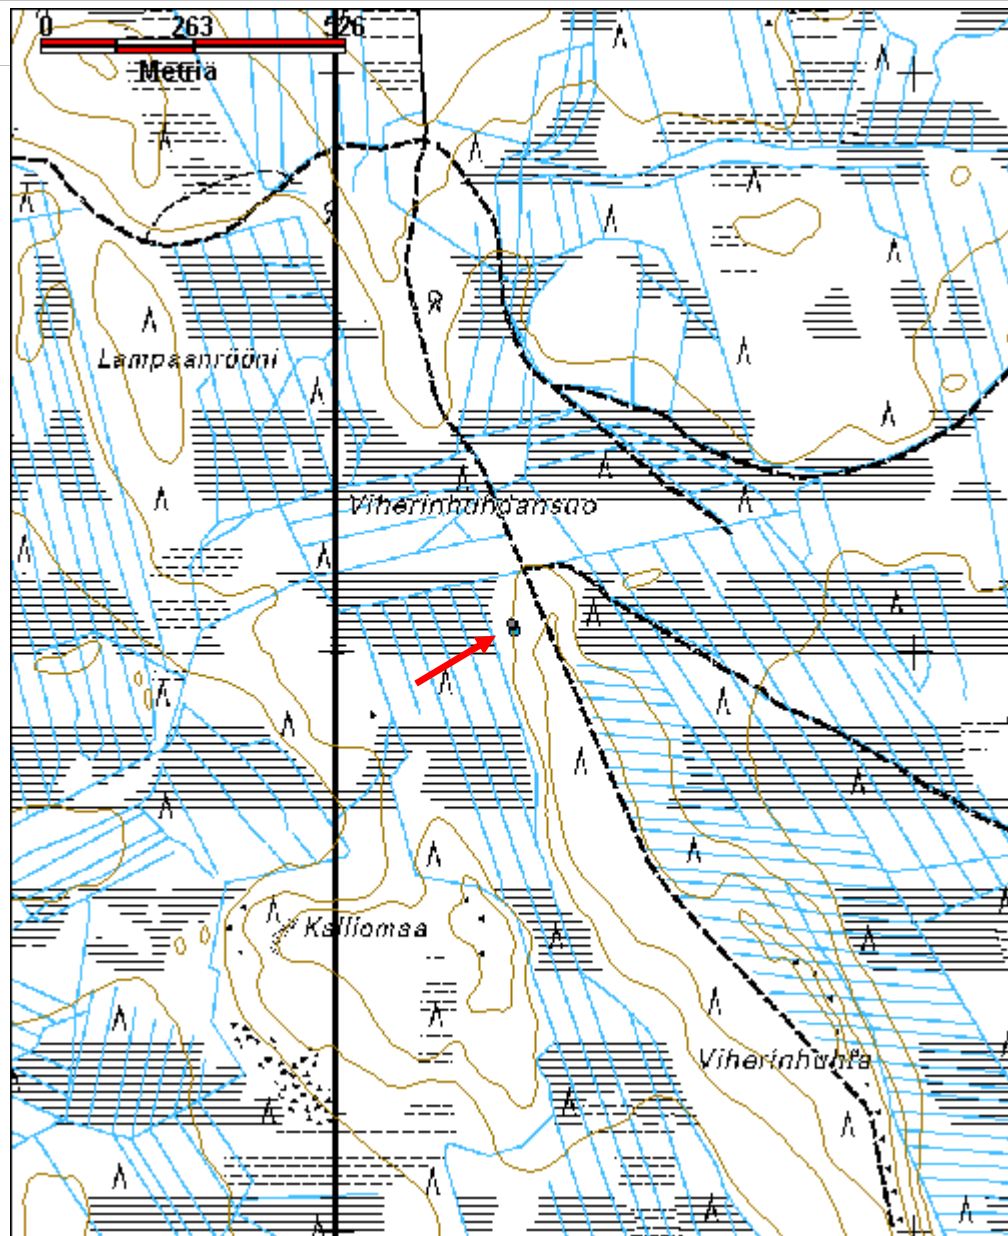 0 263 526
Metriä
Lampaanrööni
Viherinhuhdansuo
Kalliomaa
Viherinhuhta